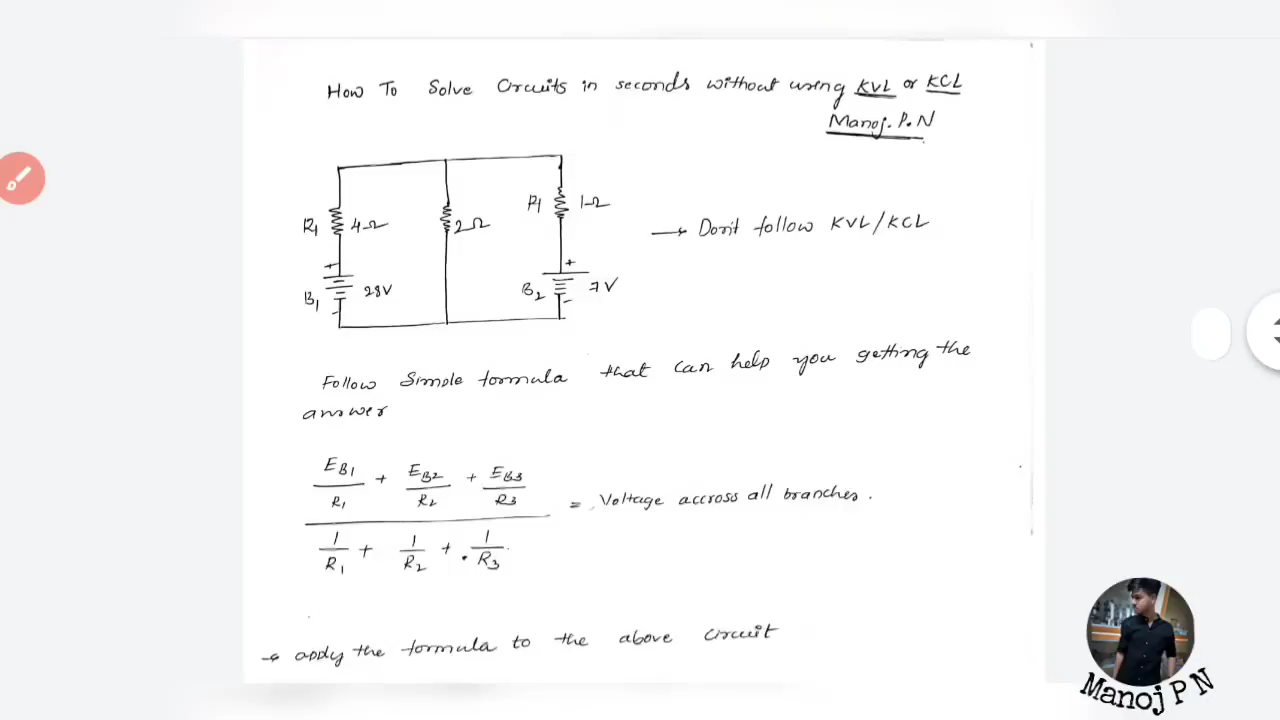 How To Solve Circuits in seconds without using KVL or KCL
Manoj. P. N
R1 4Ω
2Ω
R1 1Ω
→ Don't follow KVL/KCL
+
+
B1 28V
B2 7V
-
-
Follow Simple formula that can help you getting the
answer
EB1/R1 + EB2/R2 + EB3/R3
= Voltage accross all branches.
1/R1 + 1/R2 + 1/R3
→ apply the formula to the above circuit
Manoj P N